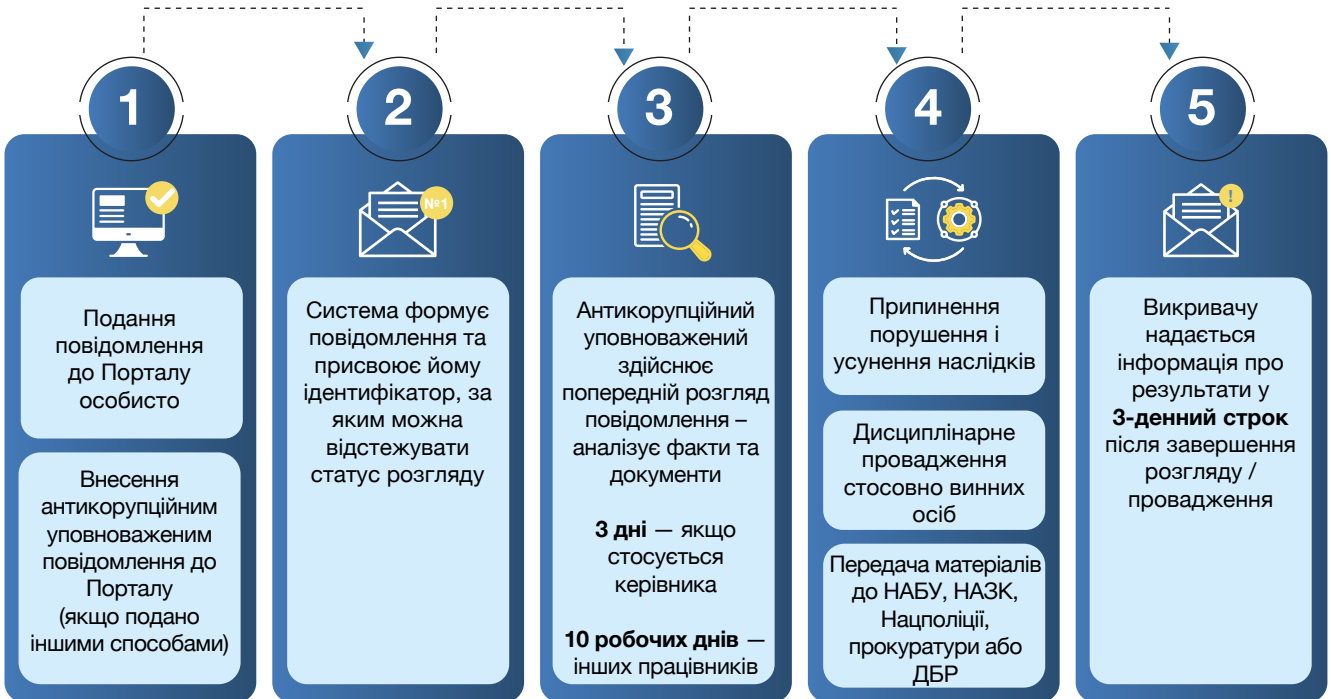 1
2
3
4
5
№1
!
Подання
повідомлення
до Порталу
особисто
Внесення
антикорупційним
уповноваженим
повідомлення до
Порталу
(якщо подано
іншими способами)
Система формує
повідомлення та
присвоює йому
ідентифікатор, за
яким можна
відстежувати
статус розгляду
Антикорупційний
уповноважений
здійснює
попередній розгляд
повідомлення –
аналізує факти та
документи
3 дні — якщо
стосується
керівника
10 робочих днів —
інших працівників
Припинення
порушення і
усунення наслідків
Дисциплінарне
провадження
стосовно винних
осіб
Передача матеріалів
до НАБУ, НАЗК,
Нацполіції,
прокуратури або
ДБР
Викривачу
надається
інформація про
результати у
3-денний строк
після завершення
розгляду /
провадження